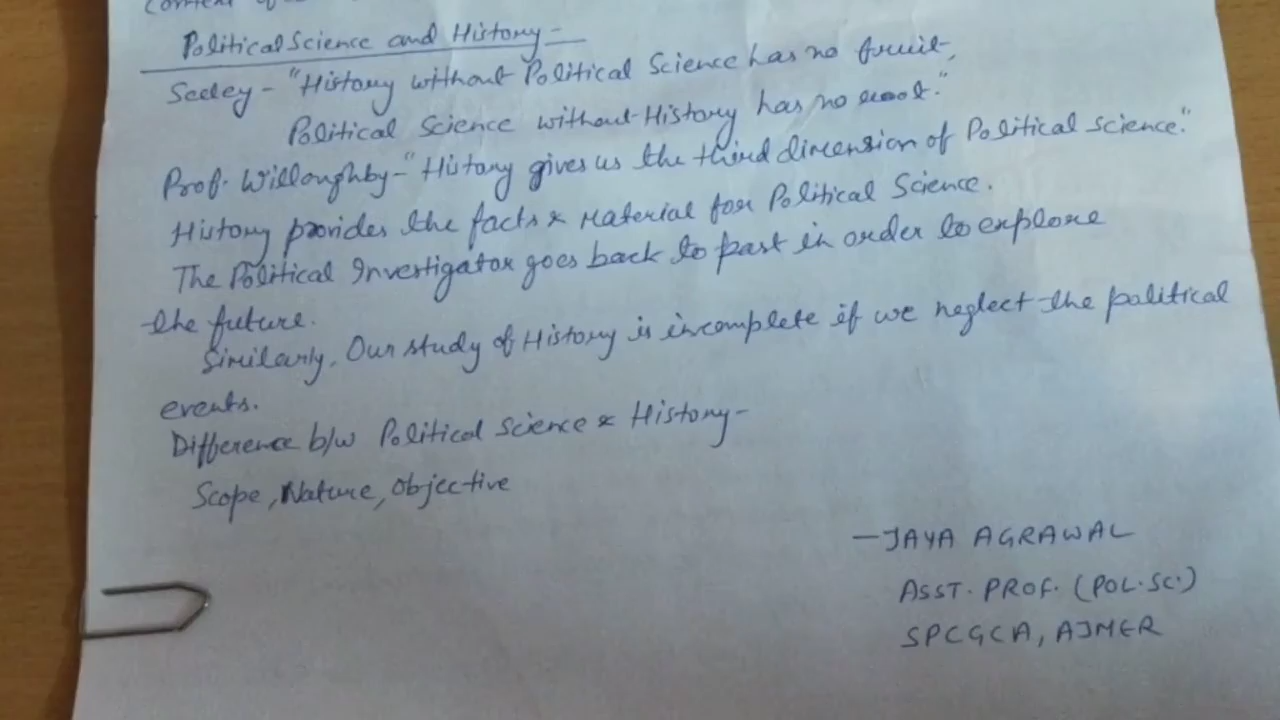 Content of
Political Science and History-
Seeley - "History without Political Science has no fruit,
Political Science without History has no root."
Prof. Willoughby - "History gives us the third dimension of Political Science."
History provides the facts & material for Political Science.
The Political Investigator goes back to past in order to explore
the future.
Similarly, Our study of History is incomplete if we neglect the political
events.
Difference b/w Political Science & History-
Scope, Nature, Objective
- JAYA AGRAWAL
ASST. PROF. (POL.SC.)
SPCGCA, AJMER